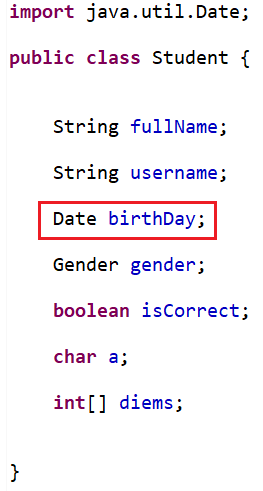 import java.util.Date;
public class Student {
String fullName;
String username;
Date birthDay;
Gender gender;
boolean isCorrect;
char a;
int[] diems;
}